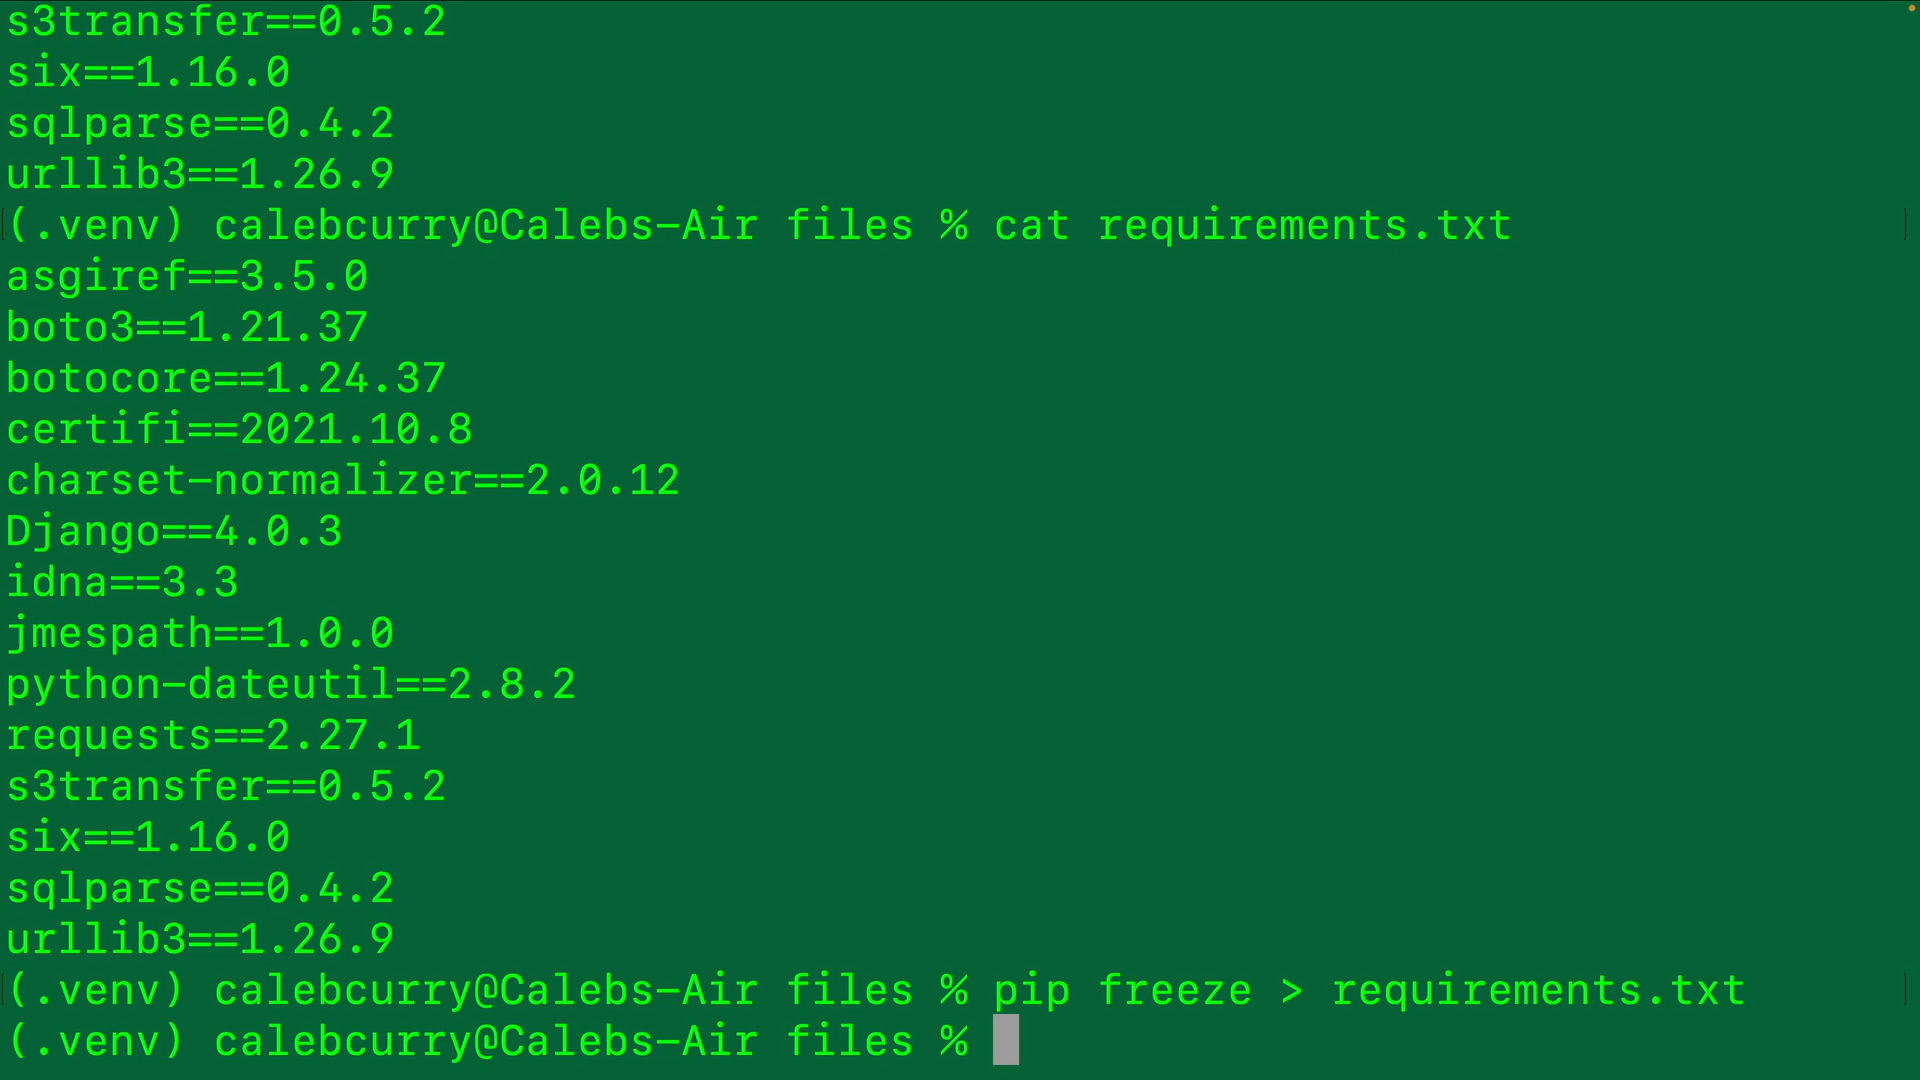 s3transfer==0.5.2
six==1.16.0
sqlparse==0.4.2
urllib3==1.26.9
(.venv) calebcurry@Calebs-Air files % cat requirements.txt
asgiref==3.5.0
boto3==1.21.37
botocore==1.24.37
certifi==2021.10.8
charset-normalizer==2.0.12
Django==4.0.3
idna==3.3
jmespath==1.0.0
python-dateutil==2.8.2
requests==2.27.1
s3transfer==0.5.2
six==1.16.0
sqlparse==0.4.2
urllib3==1.26.9
(.venv) calebcurry@Calebs-Air files % pip freeze > requirements.txt
(.venv) calebcurry@Calebs-Air files %